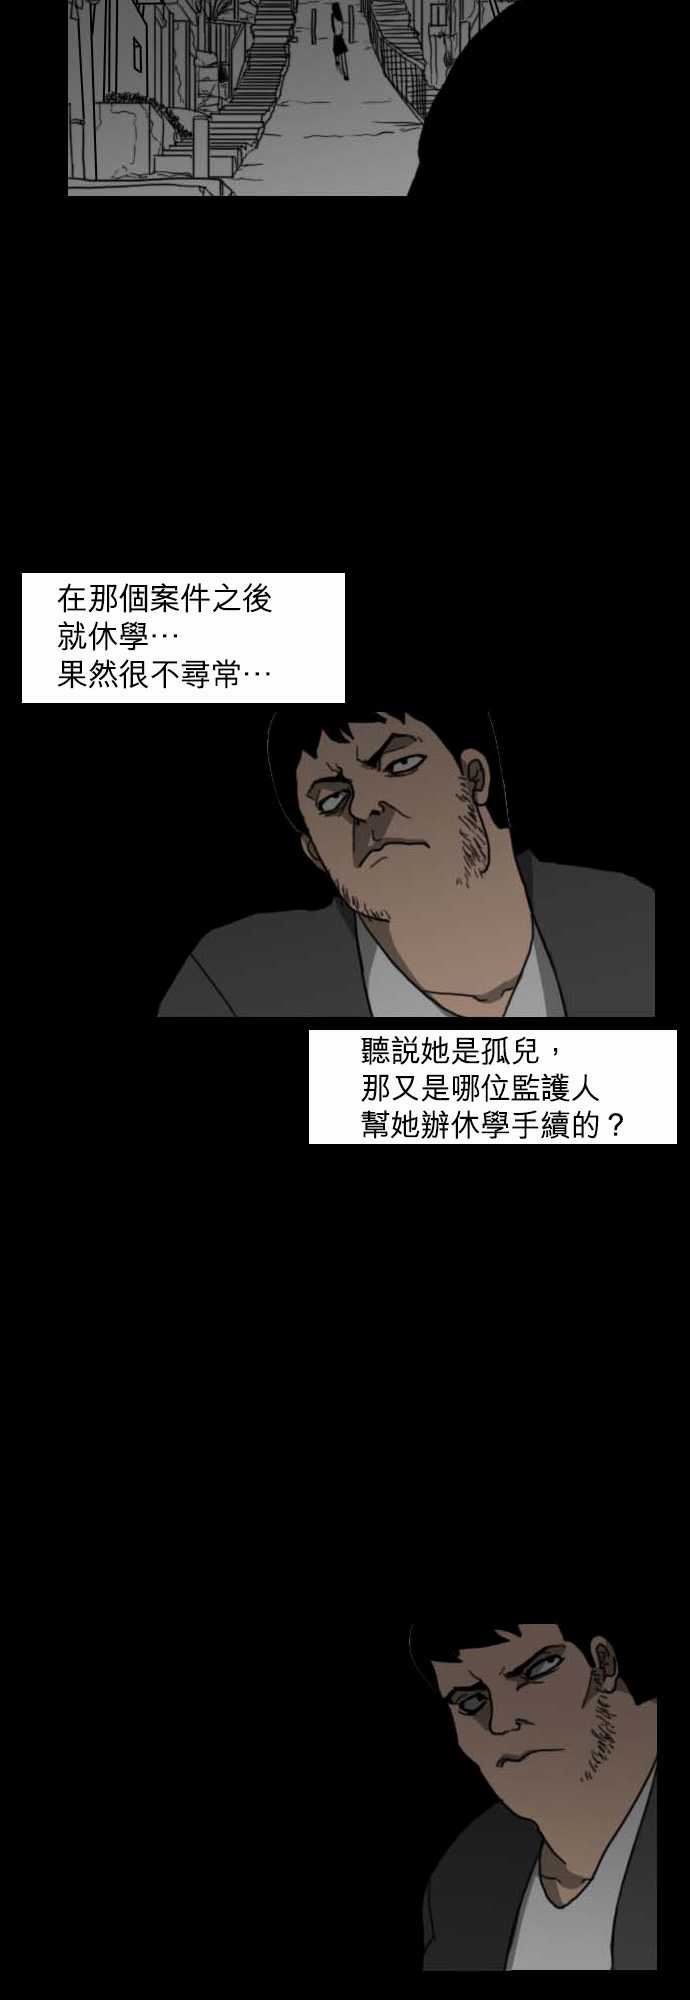 在那個案件之後
就休學⋯
果然很不尋常⋯
聽説她是孤兒，
那又是哪位監護人
幫她辦休學手續的？